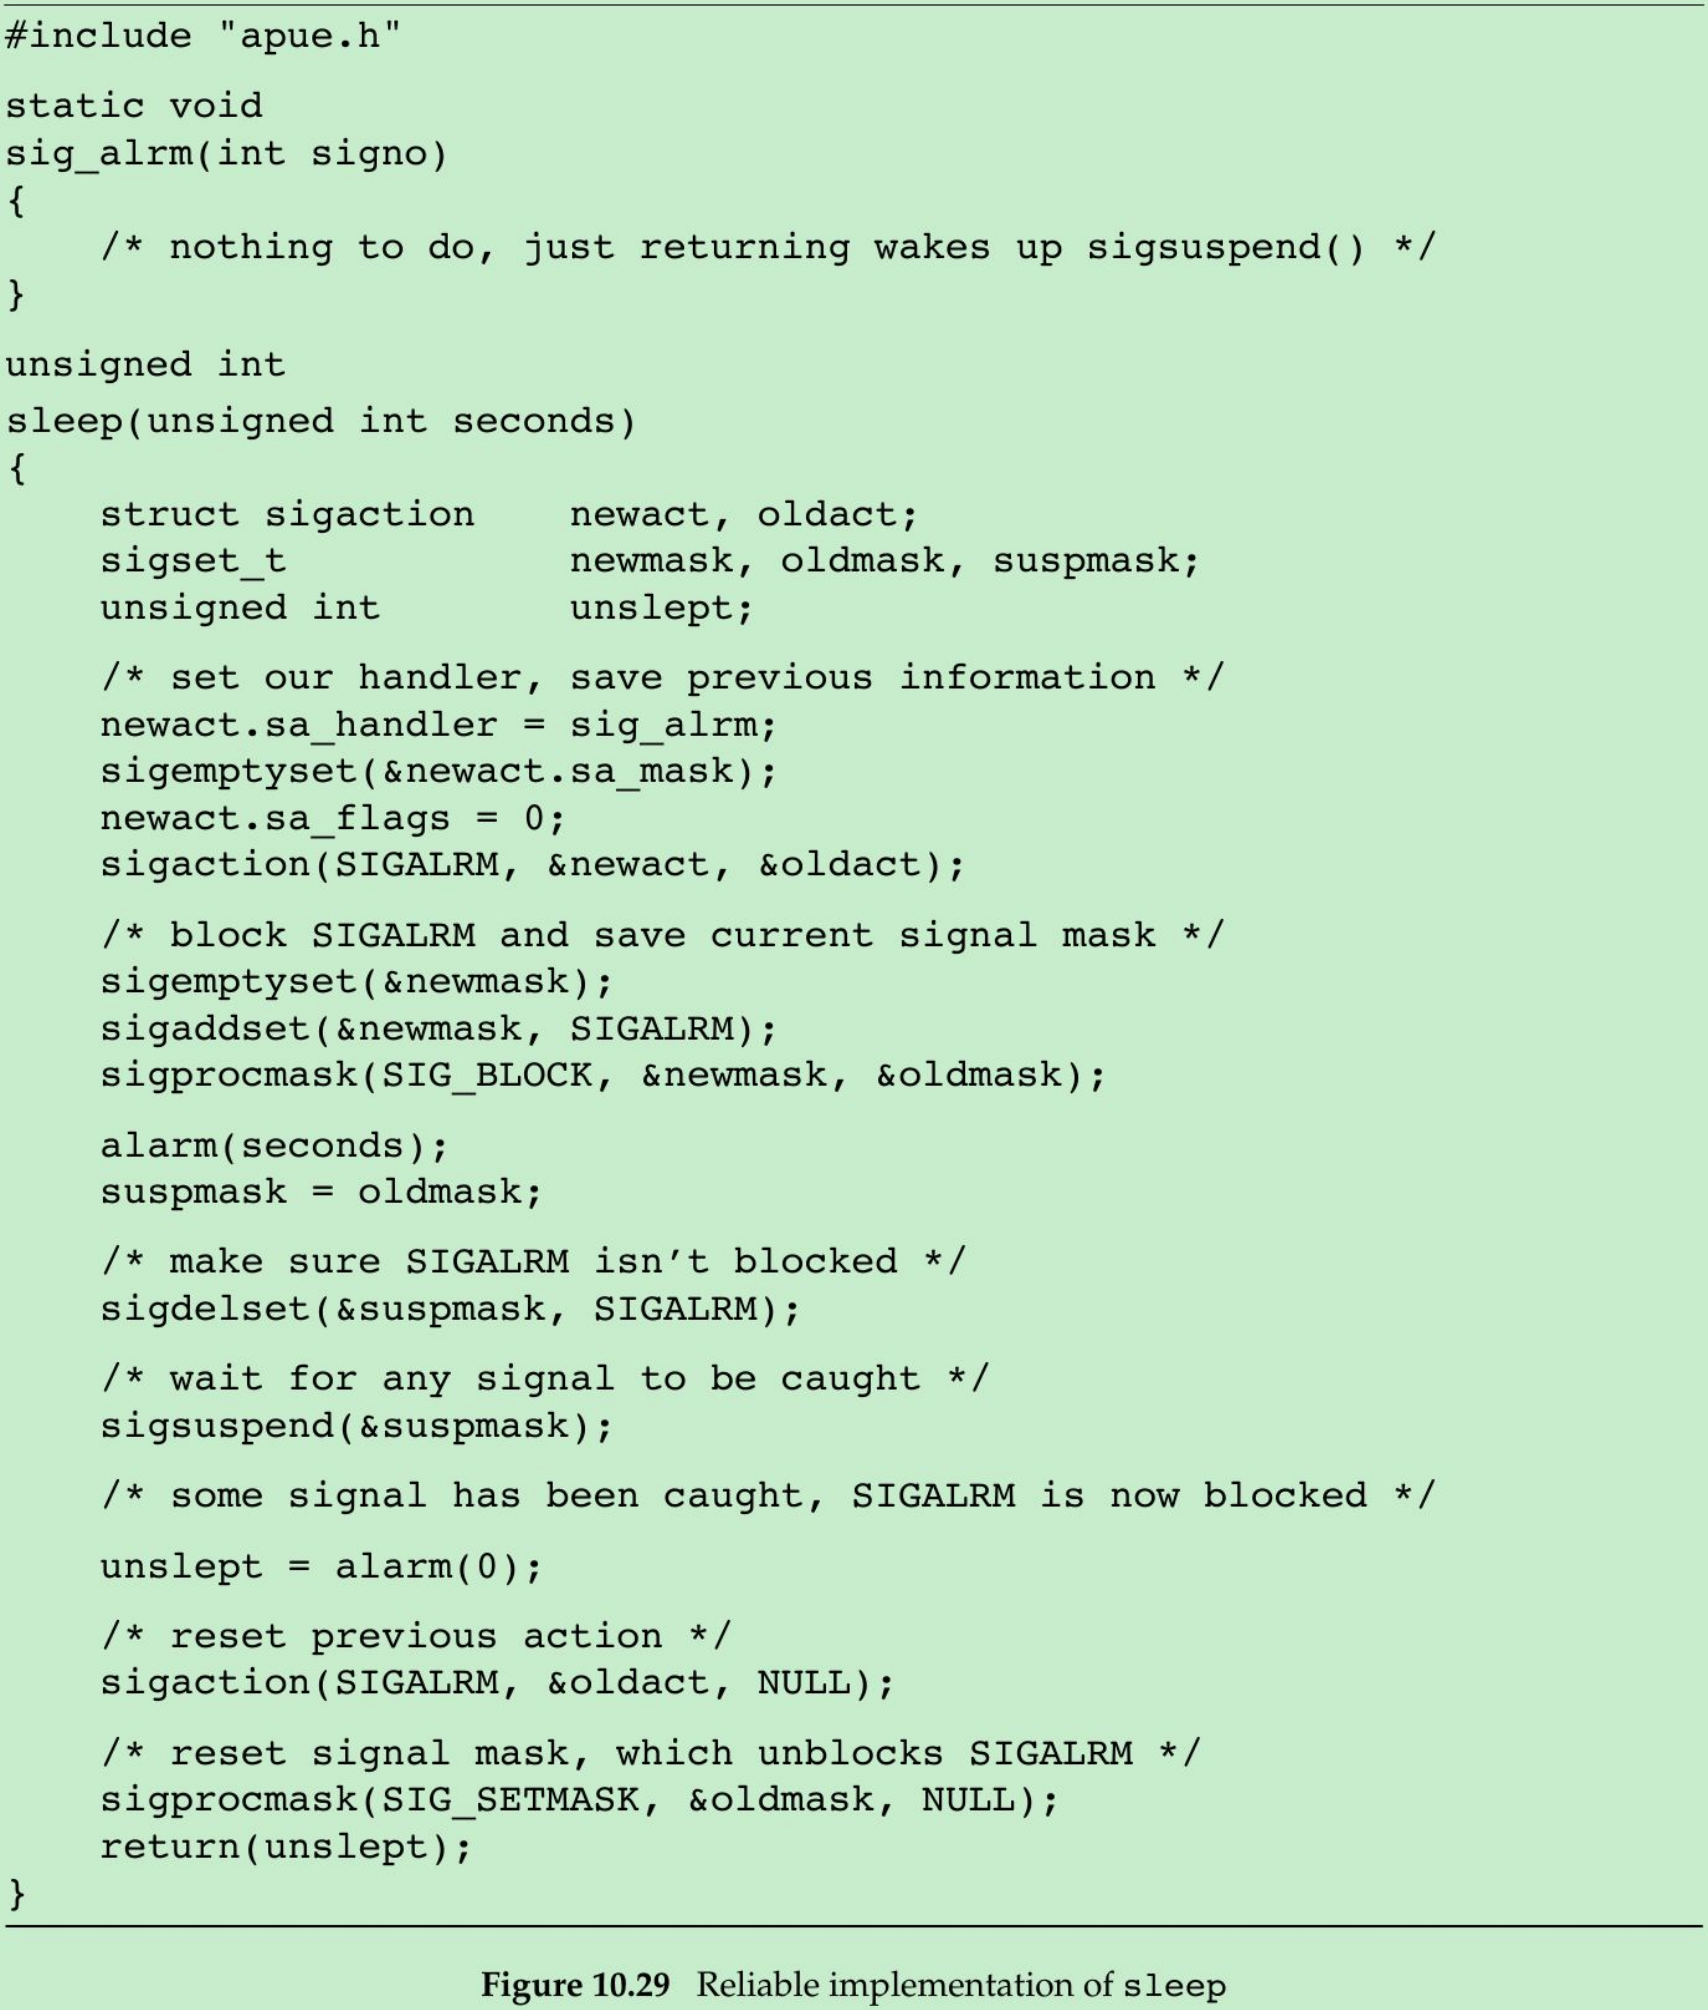 #include "apue.h"
static void
sig_alrm(int signo)
{
    /* nothing to do, just returning wakes up sigsuspend() */
}
unsigned int
sleep(unsigned int seconds)
{
    struct sigaction    newact, oldact;
    sigset_t            newmask, oldmask, suspmask;
    unsigned int        unslept;
    /* set our handler, save previous information */
    newact.sa_handler = sig_alrm;
    sigemptyset(&newact.sa_mask);
    newact.sa_flags = 0;
    sigaction(SIGALRM, &newact, &oldact);
    /* block SIGALRM and save current signal mask */
    sigemptyset(&newmask);
    sigaddset(&newmask, SIGALRM);
    sigprocmask(SIG_BLOCK, &newmask, &oldmask);
    alarm(seconds);
    suspmask = oldmask;
    /* make sure SIGALRM isn’t blocked */
    sigdelset(&suspmask, SIGALRM);
    /* wait for any signal to be caught */
    sigsuspend(&suspmask);
    /* some signal has been caught, SIGALRM is now blocked */
    unslept = alarm(0);
    /* reset previous action */
    sigaction(SIGALRM, &oldact, NULL);
    /* reset signal mask, which unblocks SIGALRM */
    sigprocmask(SIG_SETMASK, &oldmask, NULL);
    return(unslept);
}
Figure 10.29 Reliable implementation of sleep